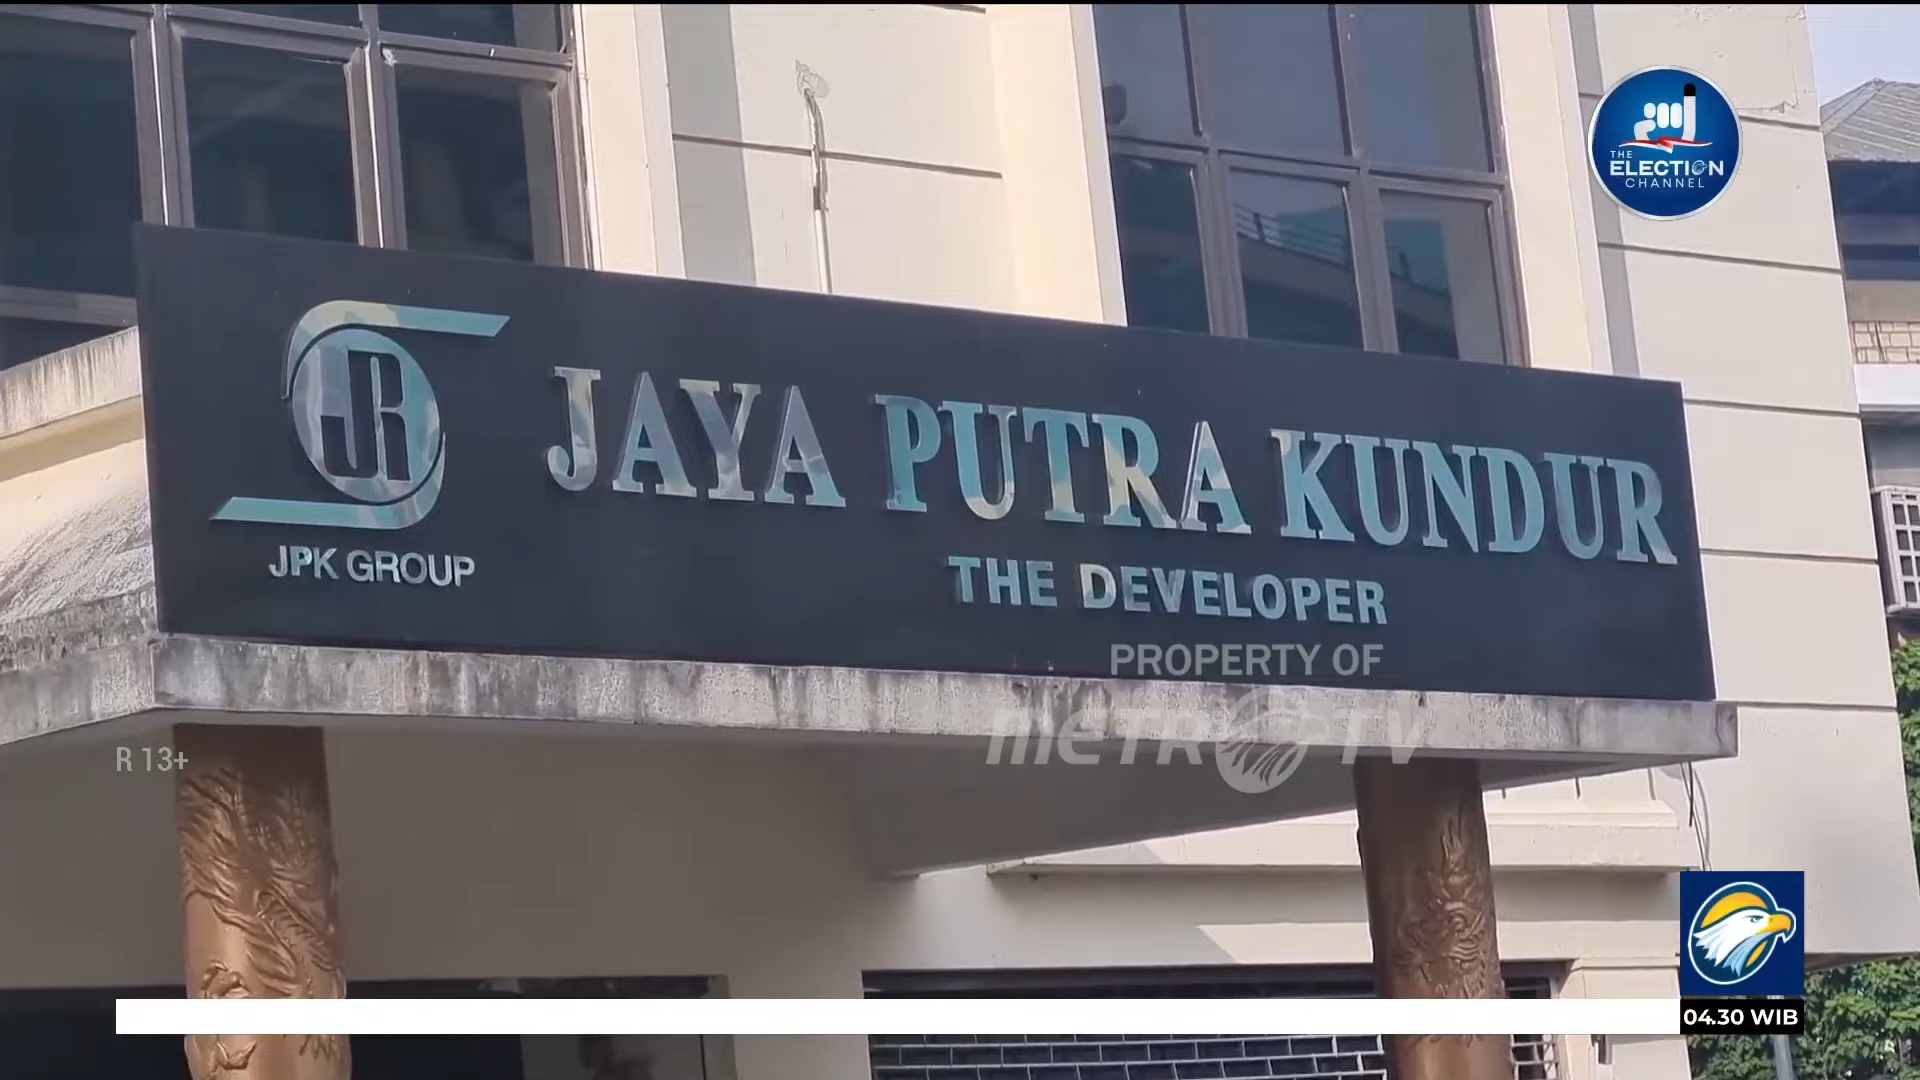 THE
ELECTION
CHANNEL
JR
JAYA PUTRA KUNDUR
JPK GROUP
THE DEVELOPER
PROPERTY OF
METRO TV
R 13+
04.30 WIB